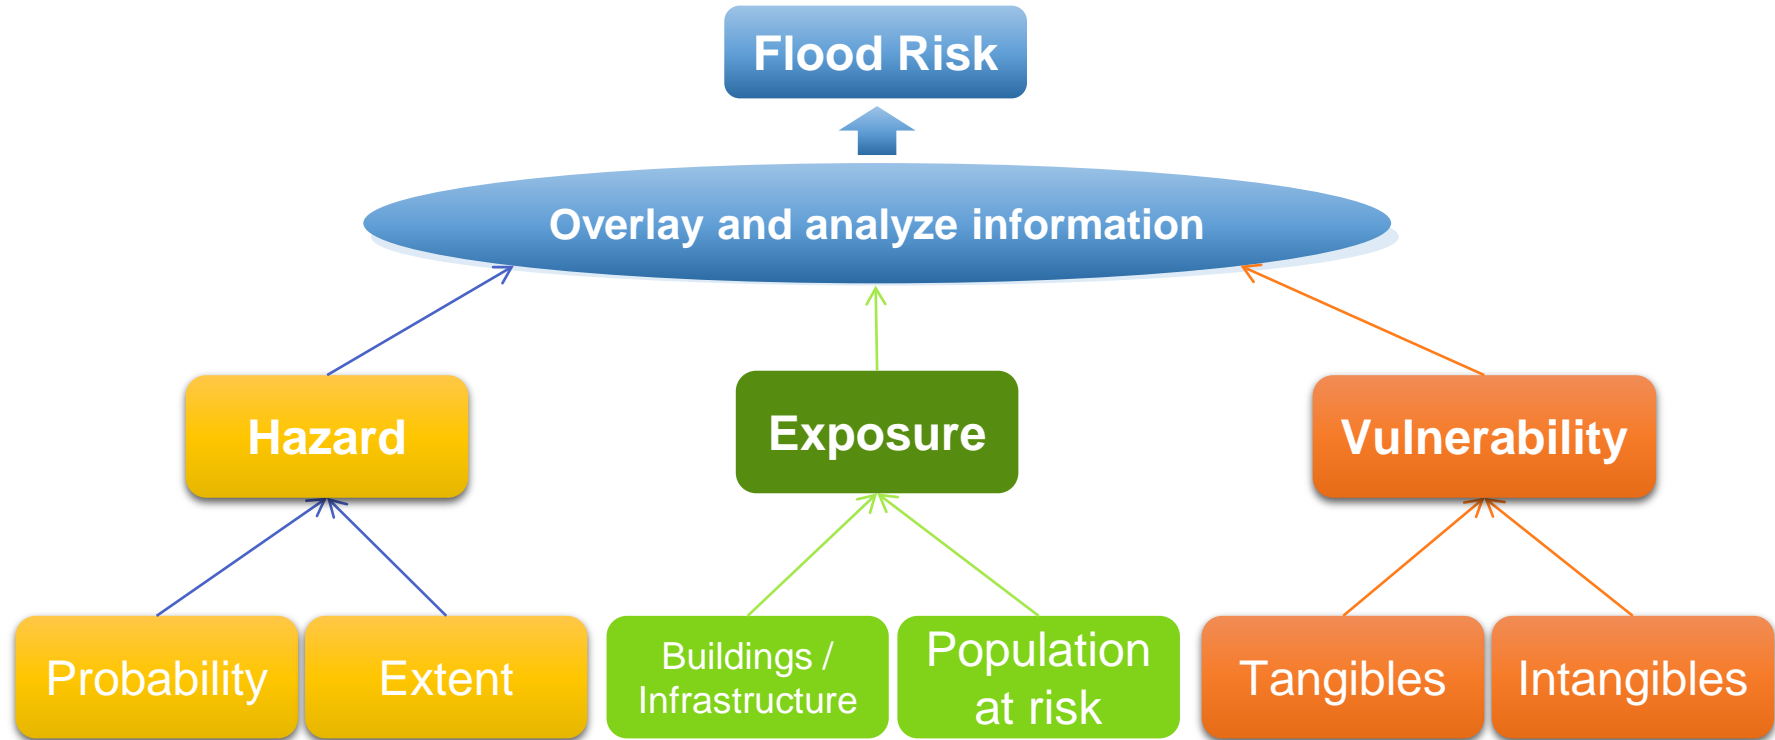 Flood Risk
Overlay and analyze information
Hazard
Exposure
Vulnerability
Probability
Extent
Buildings /
Infrastructure
Population
at risk
Tangibles
Intangibles